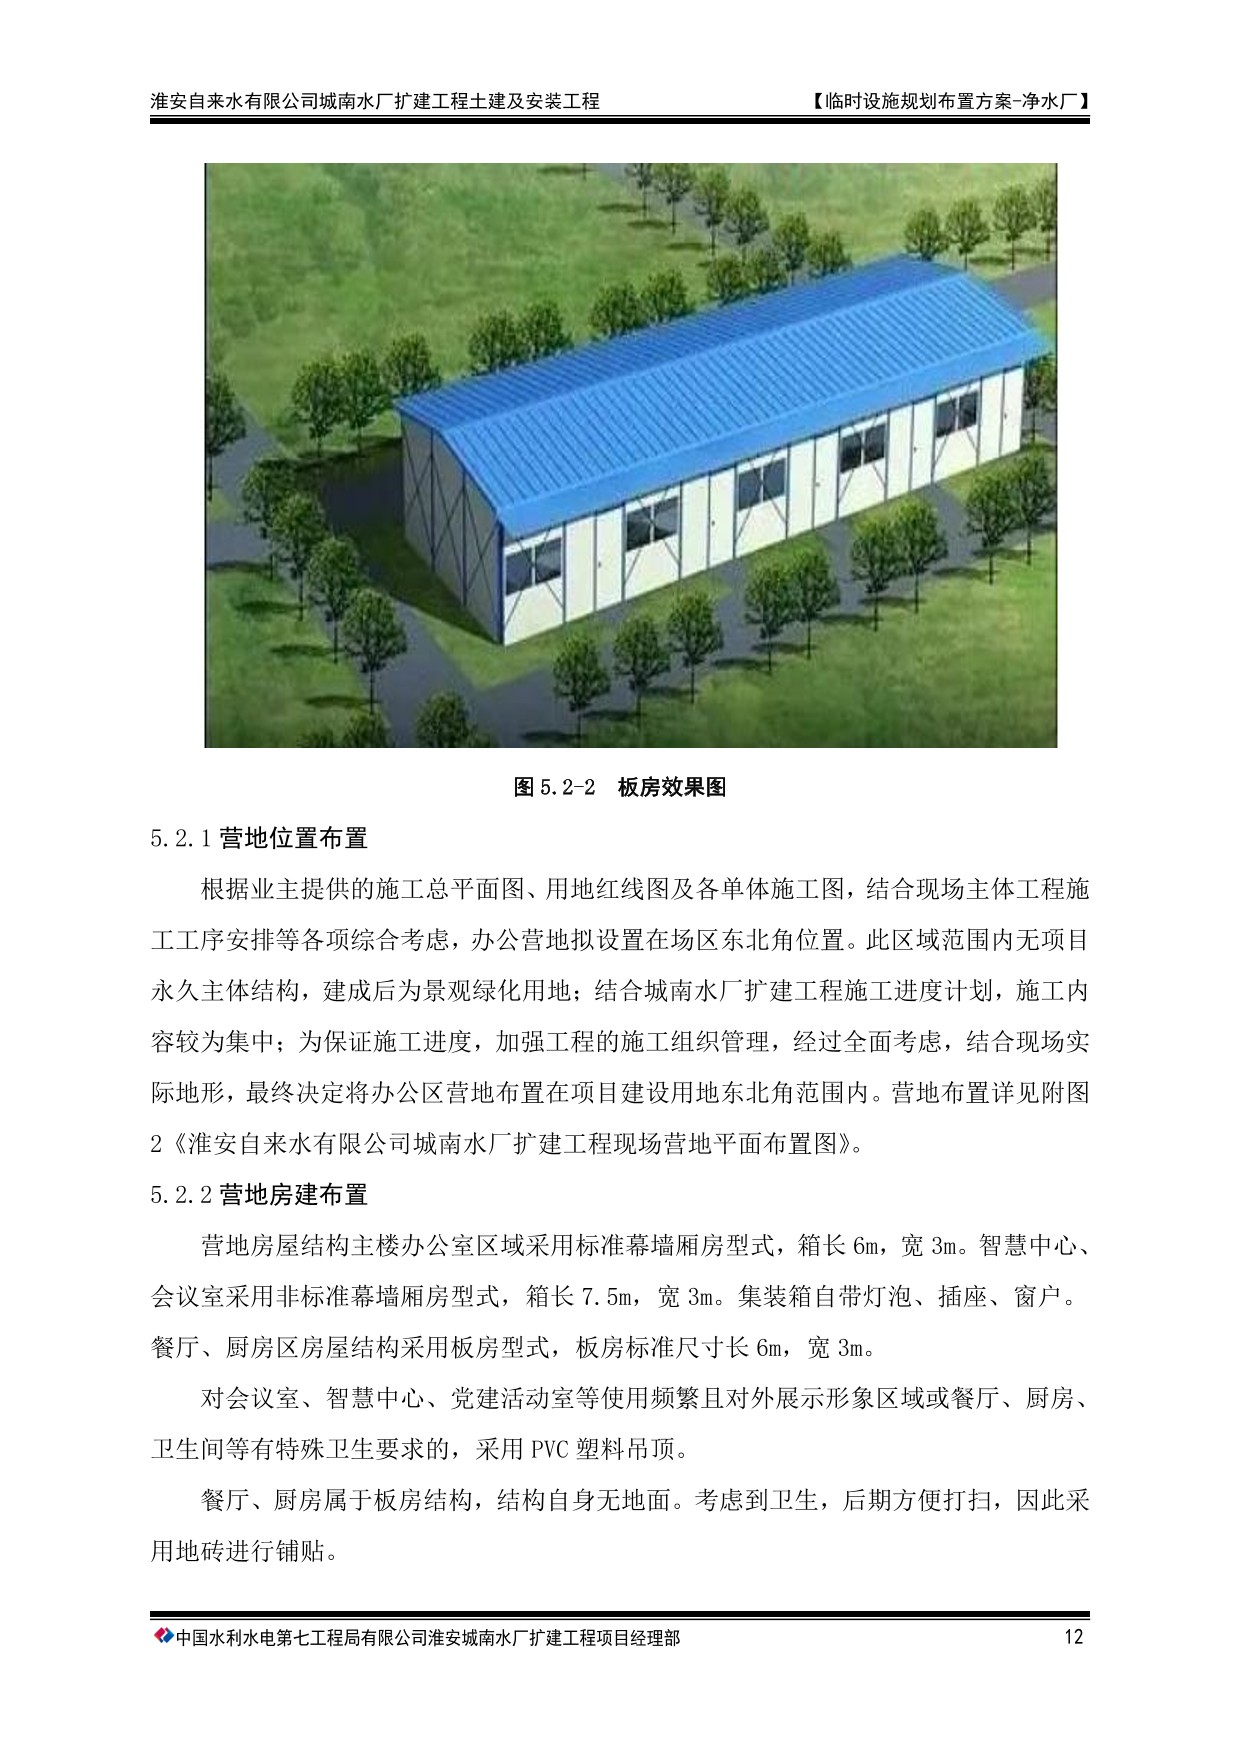 淮安自来水有限公司城南水厂扩建工程土建及安装工程 【临时设施规划布置方案-净水厂】
图 5.2-2 板房效果图
5.2.1 营地位置布置
根据业主提供的施工总平面图、用地红线图及各单体施工图，结合现场主体工程施
工工序安排等各项综合考虑，办公营地拟设置在场区东北角位置。此区域范围内无项目
永久主体结构，建成后为景观绿化用地；结合城南水厂扩建工程施工进度计划，施工内
容较为集中；为保证施工进度，加强工程的施工组织管理，经过全面考虑，结合现场实
际地形，最终决定将办公区营地布置在项目建设用地东北角范围内。营地布置详见附图
2《淮安自来水有限公司城南水厂扩建工程现场营地平面布置图》。
5.2.2 营地房建布置
营地房屋结构主楼办公室区域采用标准幕墙厢房型式，箱长 6m，宽 3m。智慧中心、
会议室采用非标准幕墙厢房型式，箱长 7.5m，宽 3m。集装箱自带灯泡、插座、窗户。
餐厅、厨房区房屋结构采用板房型式，板房标准尺寸长 6m，宽 3m。
对会议室、智慧中心、党建活动室等使用频繁且对外展示形象区域或餐厅、厨房、
卫生间等有特殊卫生要求的，采用 PVC 塑料吊顶。
餐厅、厨房属于板房结构，结构自身无地面。考虑到卫生，后期方便打扫，因此采
用地砖进行铺贴。
中国水利水电第七工程局有限公司淮安城南水厂扩建工程项目经理部 12